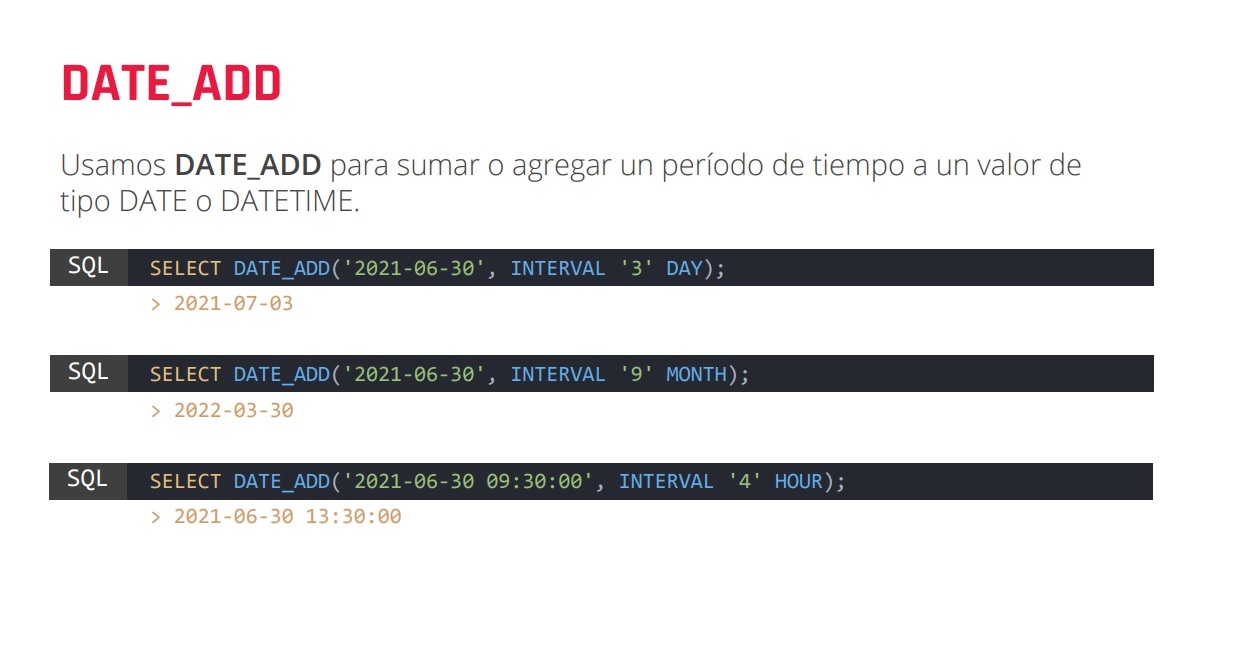 DATE_ADD
Usamos DATE_ADD para sumar o agregar un período de tiempo a un valor de
tipo DATE o DATETIME.
SQL SELECT DATE_ADD('2021-06-30', INTERVAL '3' DAY);
> 2021-07-03
SQL SELECT DATE_ADD('2021-06-30', INTERVAL '9' MONTH);
> 2022-03-30
SQL SELECT DATE_ADD('2021-06-30 09:30:00', INTERVAL '4' HOUR);
> 2021-06-30 13:30:00